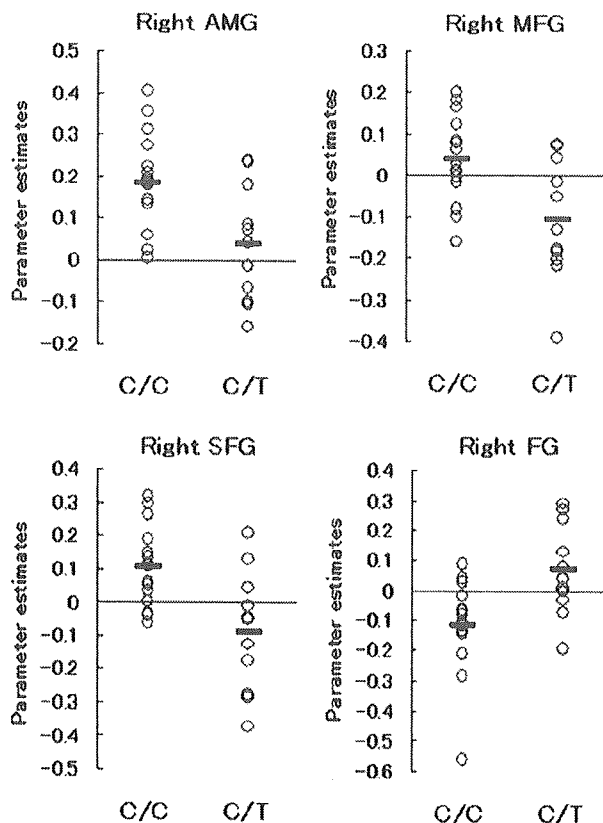 Right AMG
Parameter estimates
0.5
0.4
0.3
0.2
0.1
0
-0.1
-0.2
C/C
C/T
Right MFG
Parameter estimates
0.3
0.2
0.1
0
-0.1
-0.2
-0.3
-0.4
C/C
C/T
Right SFG
Parameter estimates
0.4
0.3
0.2
0.1
0
-0.1
-0.2
-0.3
-0.4
-0.5
C/C
C/T
Right FG
Parameter estimates
0.4
0.3
0.2
0.1
0
-0.1
-0.2
-0.3
-0.4
-0.5
-0.6
C/C
C/T